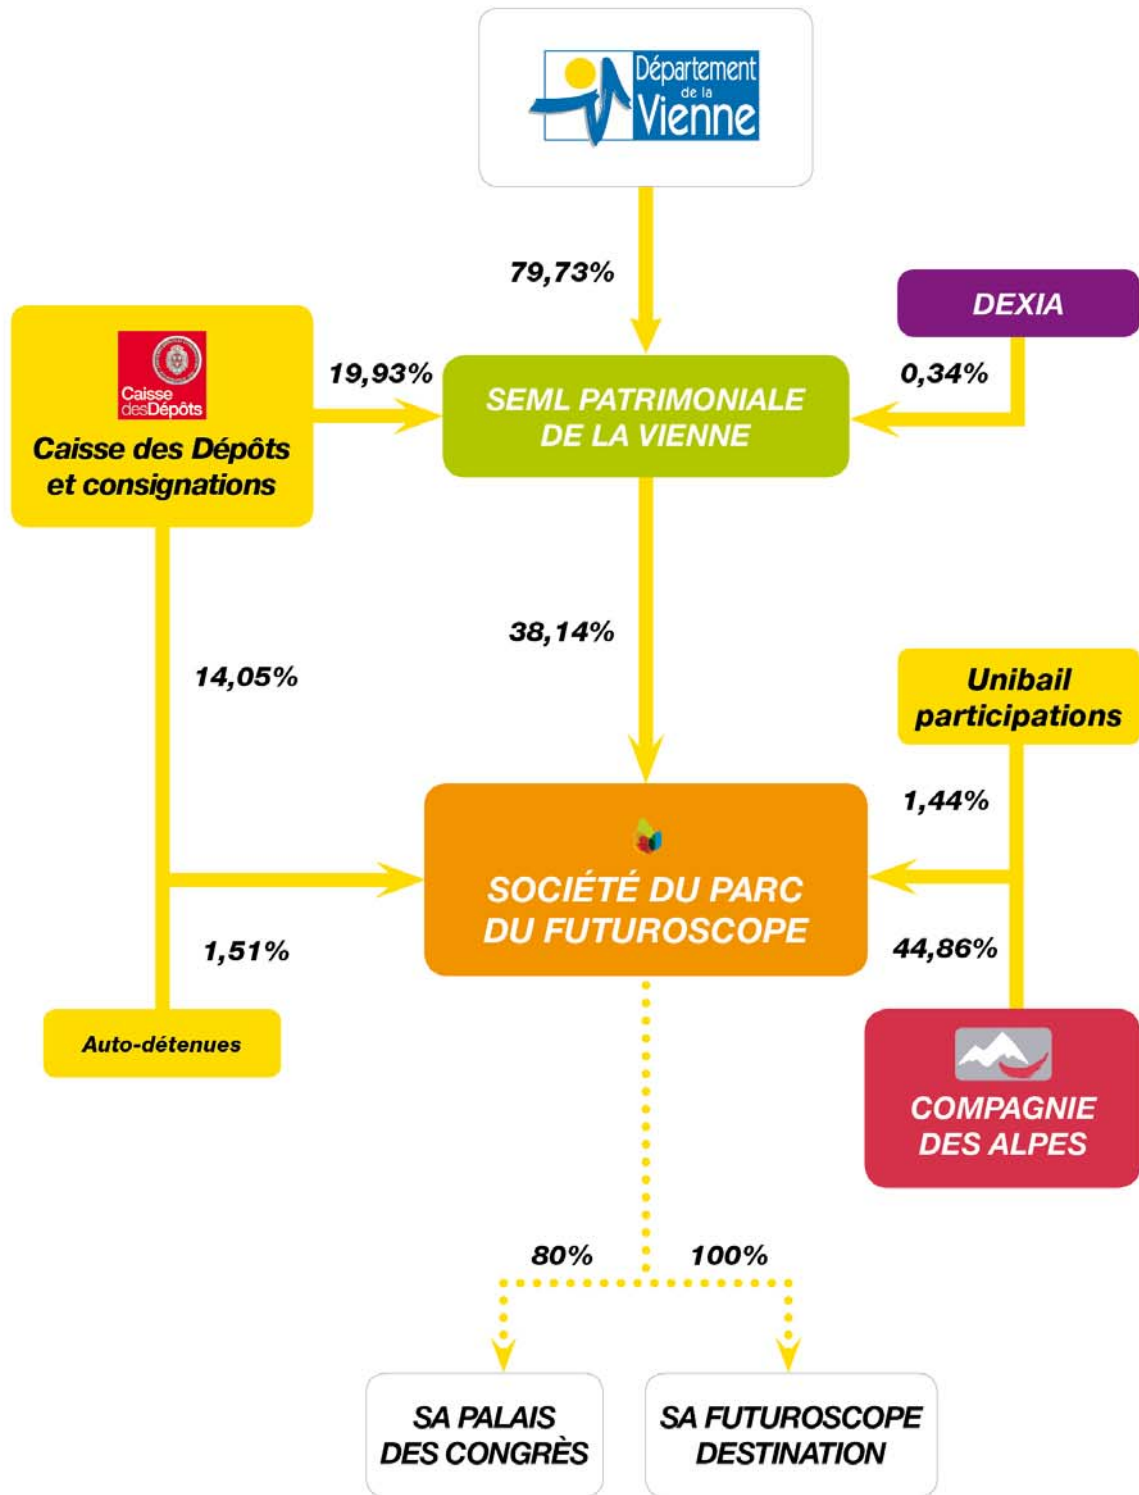 Département
de la
Vienne
79,73%
DEXIA
Caisse
desDépôts
Caisse des Dépôts
et consignations
19,93%
SEML PATRIMONIALE
DE LA VIENNE
0,34%
38,14%
14,05%
Unibail
participations
1,44%
SOCIÉTÉ DU PARC
DU FUTUROSCOPE
1,51%
44,86%
Auto-détenues
COMPAGNIE
DES ALPES
80%
100%
SA PALAIS
DES CONGRÈS
SA FUTUROSCOPE
DESTINATION